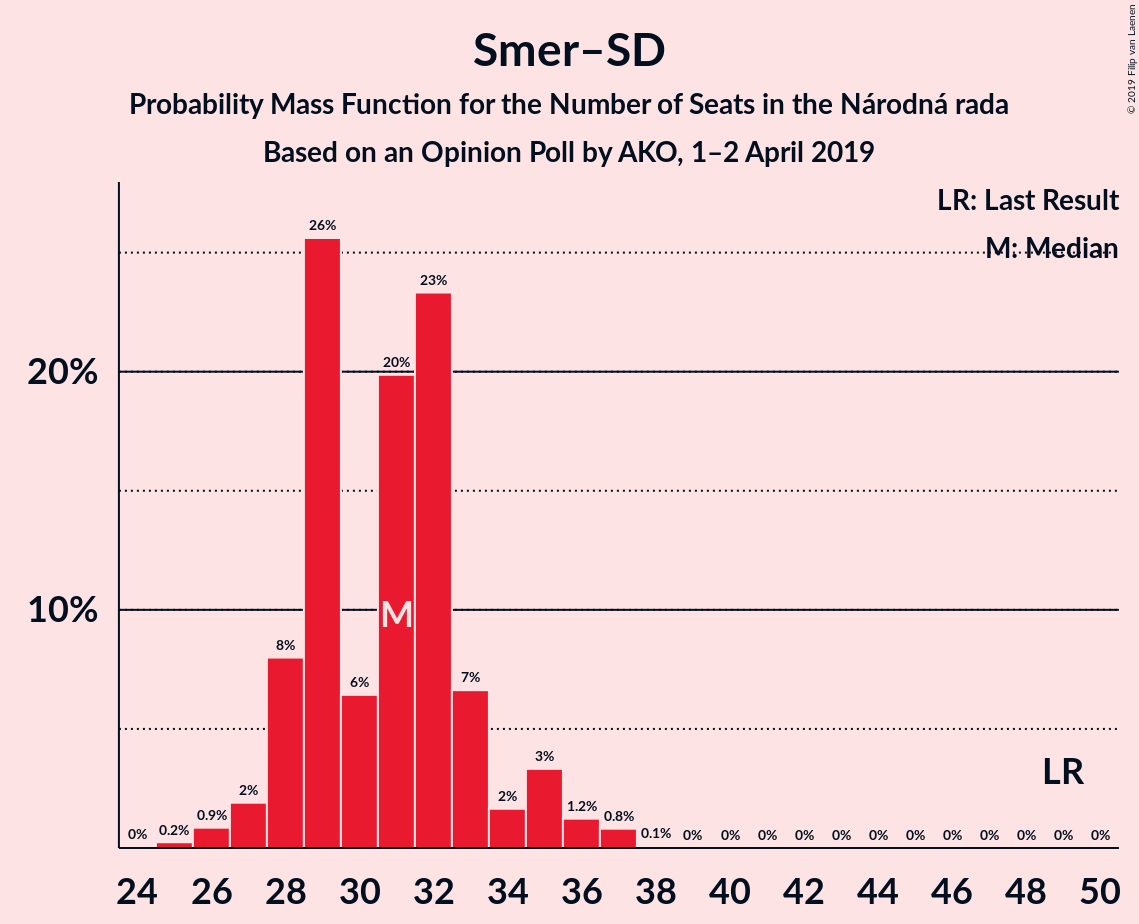 Smer–SD
Probability Mass Function for the Number of Seats in the Národná rada
Based on an Opinion Poll by AKO, 1–2 April 2019
© 2019 Filip van Laenen
LR: Last Result
M: Median
26%
23%
20%
20%
10%
M
8%
7%
6%
3%
LR
2%
2%
1.2%
0.9%
0.8%
0.2%
0.1%
0% 0% 0% 0% 0% 0% 0% 0% 0% 0% 0% 0% 0%
24 26 28 30 32 34 36 38 40 42 44 46 48 50